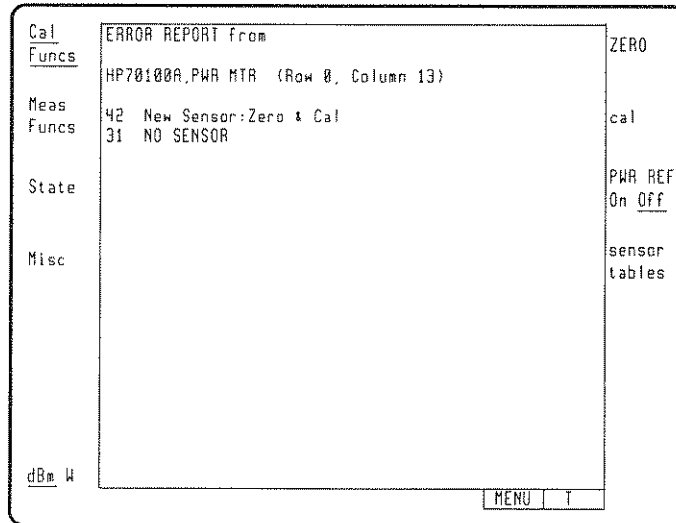 Cal
Funcs
Meas
Funcs
State
Misc
dBm W
ERROR REPORT from
HP70100A,PWR MTR (Row 0, Column 13)
42 New Sensor:Zero & Cal
31 NO SENSOR
ZERO
cal
PWR REF
On Off
sensor
tables
MENU T